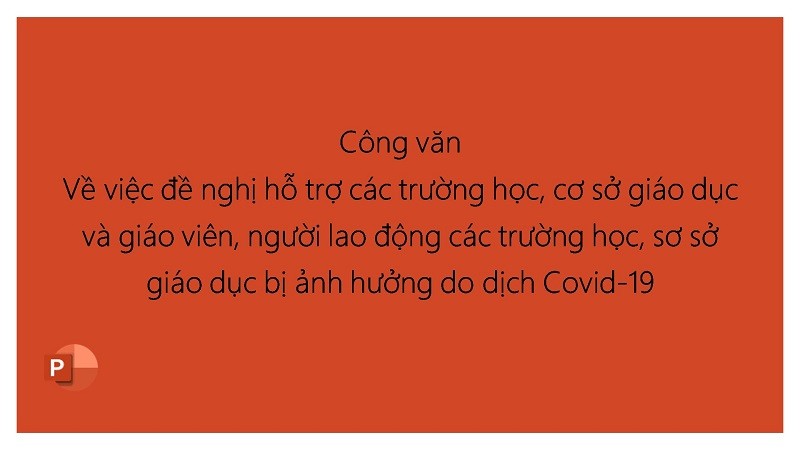 Công văn
Về việc đề nghị hỗ trợ các trường học, cơ sở giáo dục
và giáo viên, người lao động các trường học, sơ sở
giáo dục bị ảnh hưởng do dịch Covid-19
P